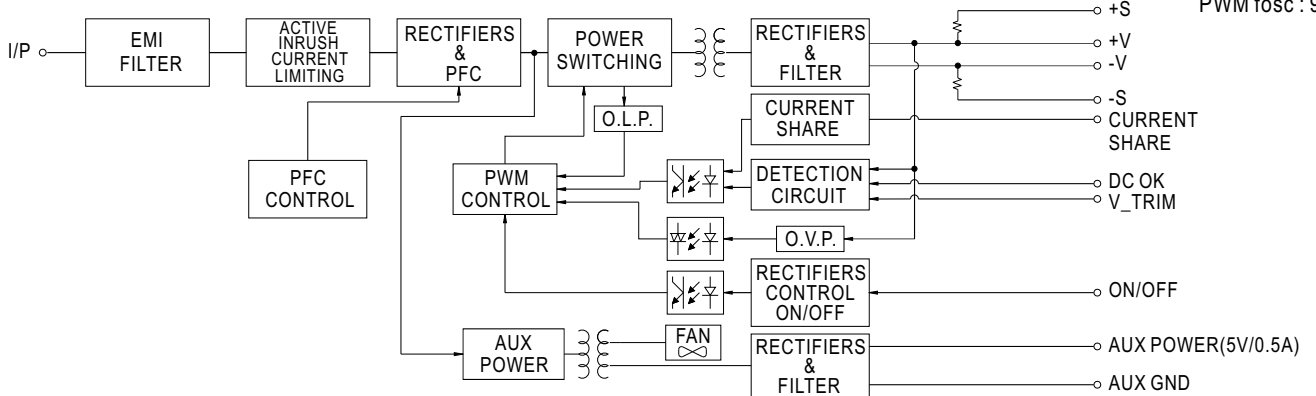 PWM fosc : 9
+S
+V
-V
-S
CURRENT
SHARE
DC OK
V_TRIM
ON/OFF
AUX POWER(5V/0.5A)
AUX GND
I/P
EMI
FILTER
ACTIVE
INRUSH
CURRENT
LIMITING
RECTIFIERS
&
PFC
POWER
SWITCHING
RECTIFIERS
&
FILTER
O.L.P.
CURRENT
SHARE
PFC
CONTROL
PWM
CONTROL
DETECTION
CIRCUIT
O.V.P.
RECTIFIERS
CONTROL
ON/OFF
AUX
POWER
FAN
RECTIFIERS
&
FILTER